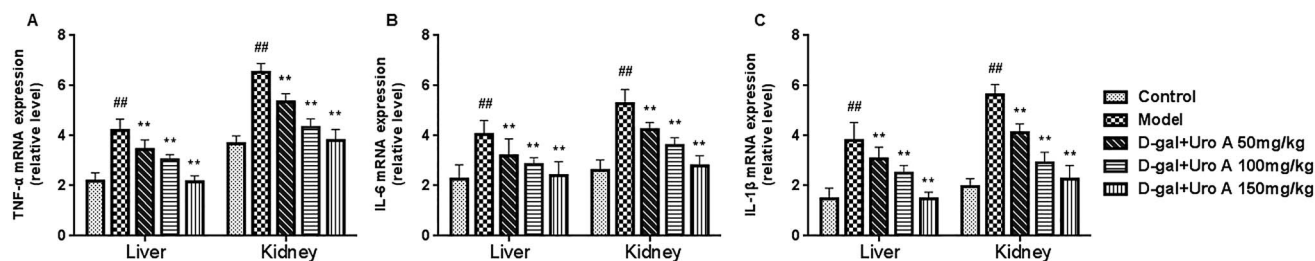 A
TNF-α mRNA expression
(relative level)
8
6
4
2
0
##
**
**
**
##
**
**
**
Liver
Kidney
B
IL-6 mRNA expression
(relative level)
8
6
4
2
0
##
**
**
**
##
**
**
**
Liver
Kidney
C
IL-1β mRNA expression
(relative level)
8
6
4
2
0
##
**
**
**
##
**
**
**
Liver
Kidney
Control
Model
D-gal+Uro A 50mg/kg
D-gal+Uro A 100mg/kg
D-gal+Uro A 150mg/kg